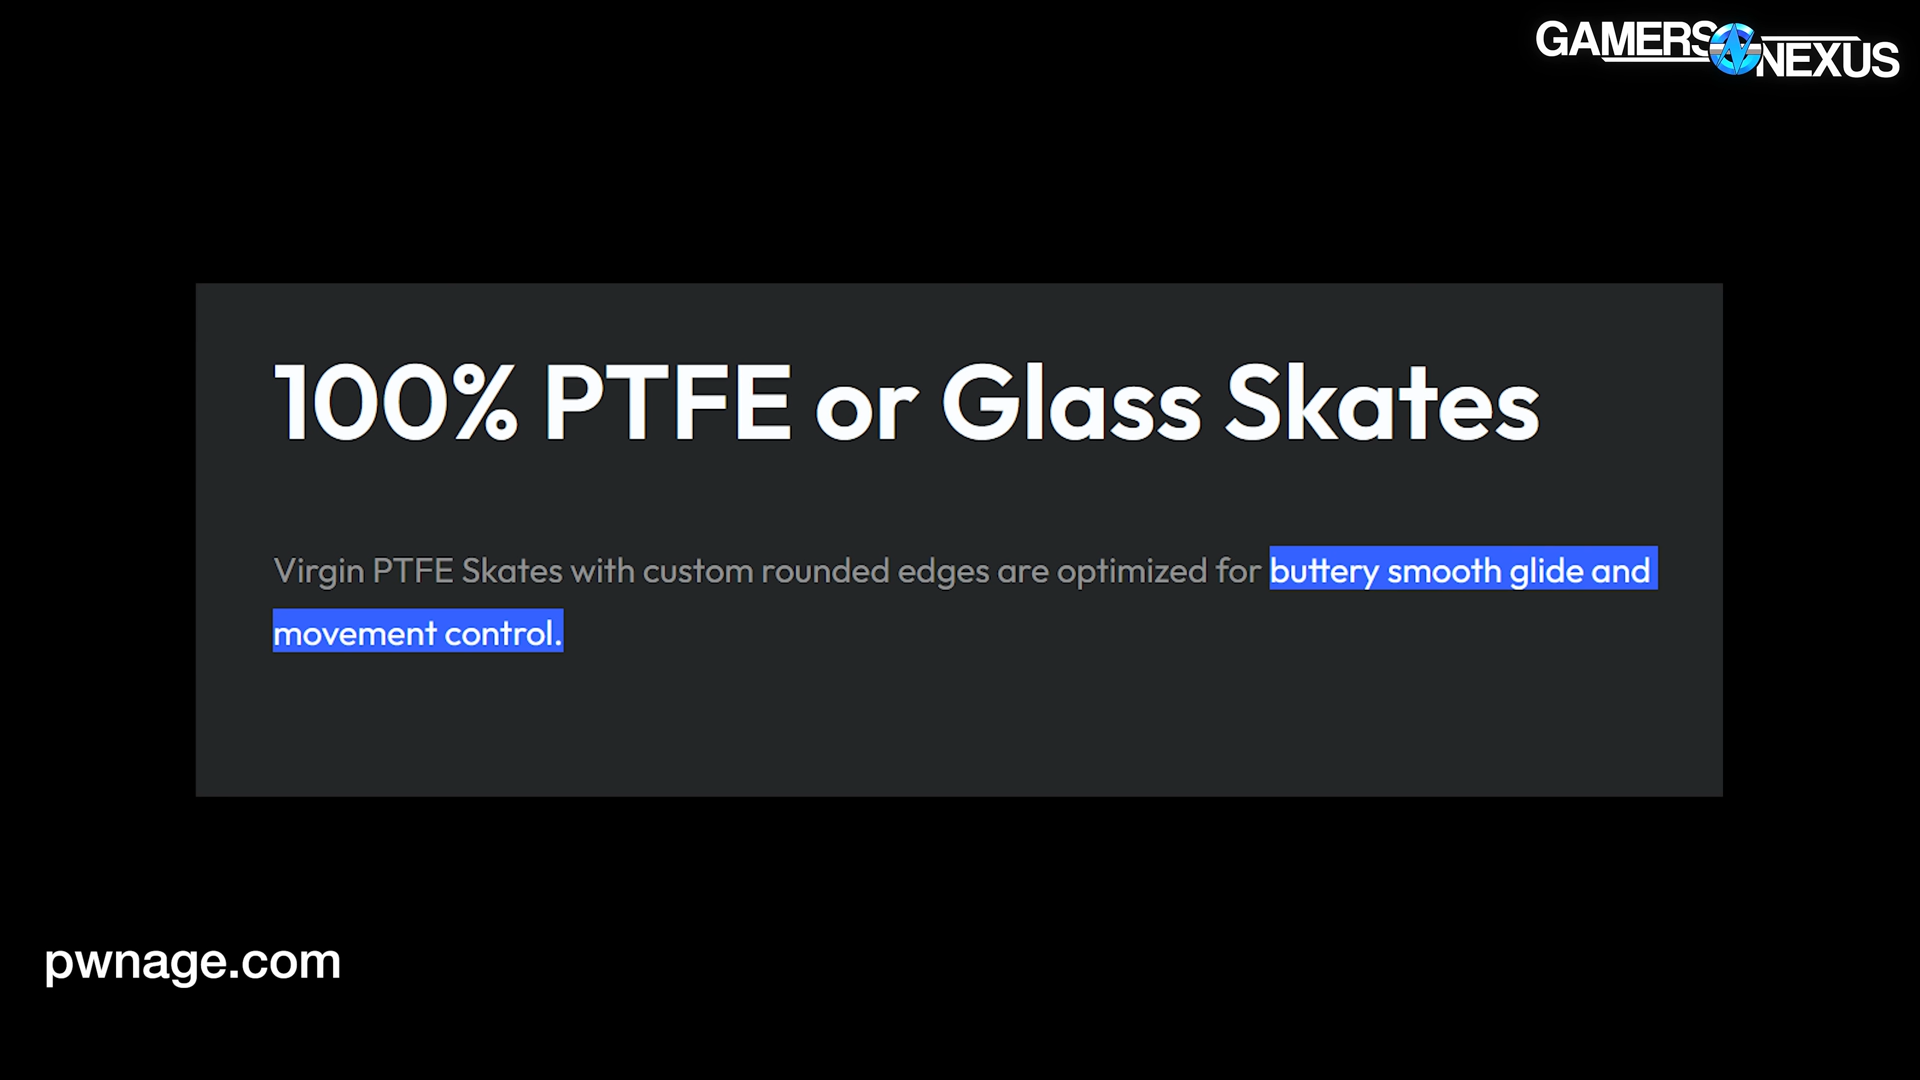 GAMERS NEXUS
100% PTFE or Glass Skates
Virgin PTFE Skates with custom rounded edges are optimized for buttery smooth glide and
movement control.
pwnage.com